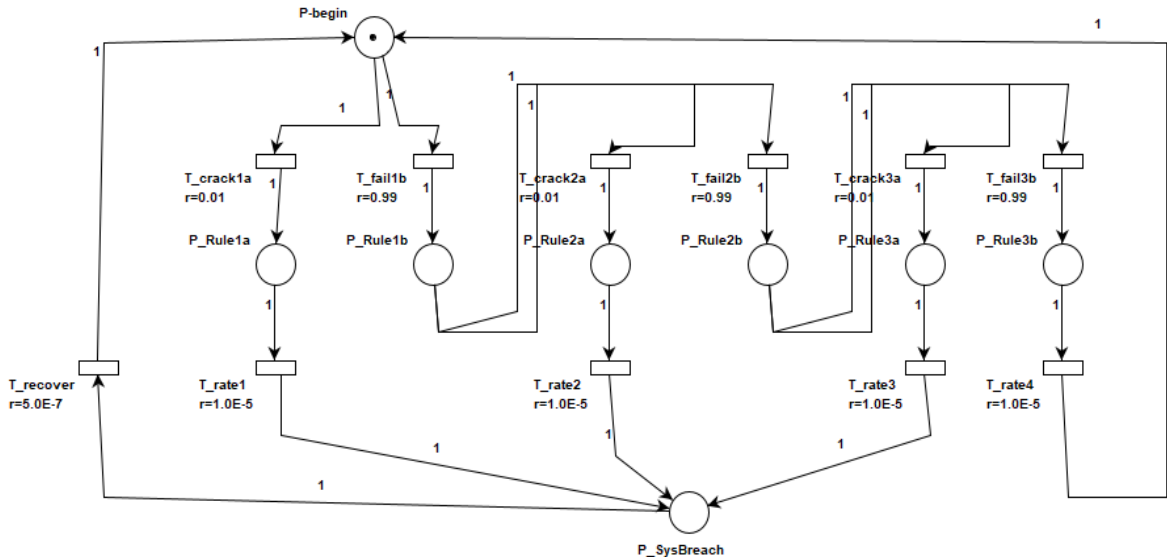 P-begin
1
1
1
1
1
1
1
1
1
T_crack1a
r=0.01
1
T_fail1b
r=0.99
1
T_crack2a
r=0.01
1
T_fail2b
r=0.99
1
T_crack3a
r=0.01
1
T_fail3b
r=0.99
1
P_Rule1a
P_Rule1b
P_Rule2a
P_Rule2b
P_Rule3a
P_Rule3b
1
1
1
1
T_recover
r=5.0E-7
T_rate1
r=1.0E-5
T_rate2
r=1.0E-5
T_rate3
r=1.0E-5
T_rate4
r=1.0E-5
1
1
1
1
P_SysBreach